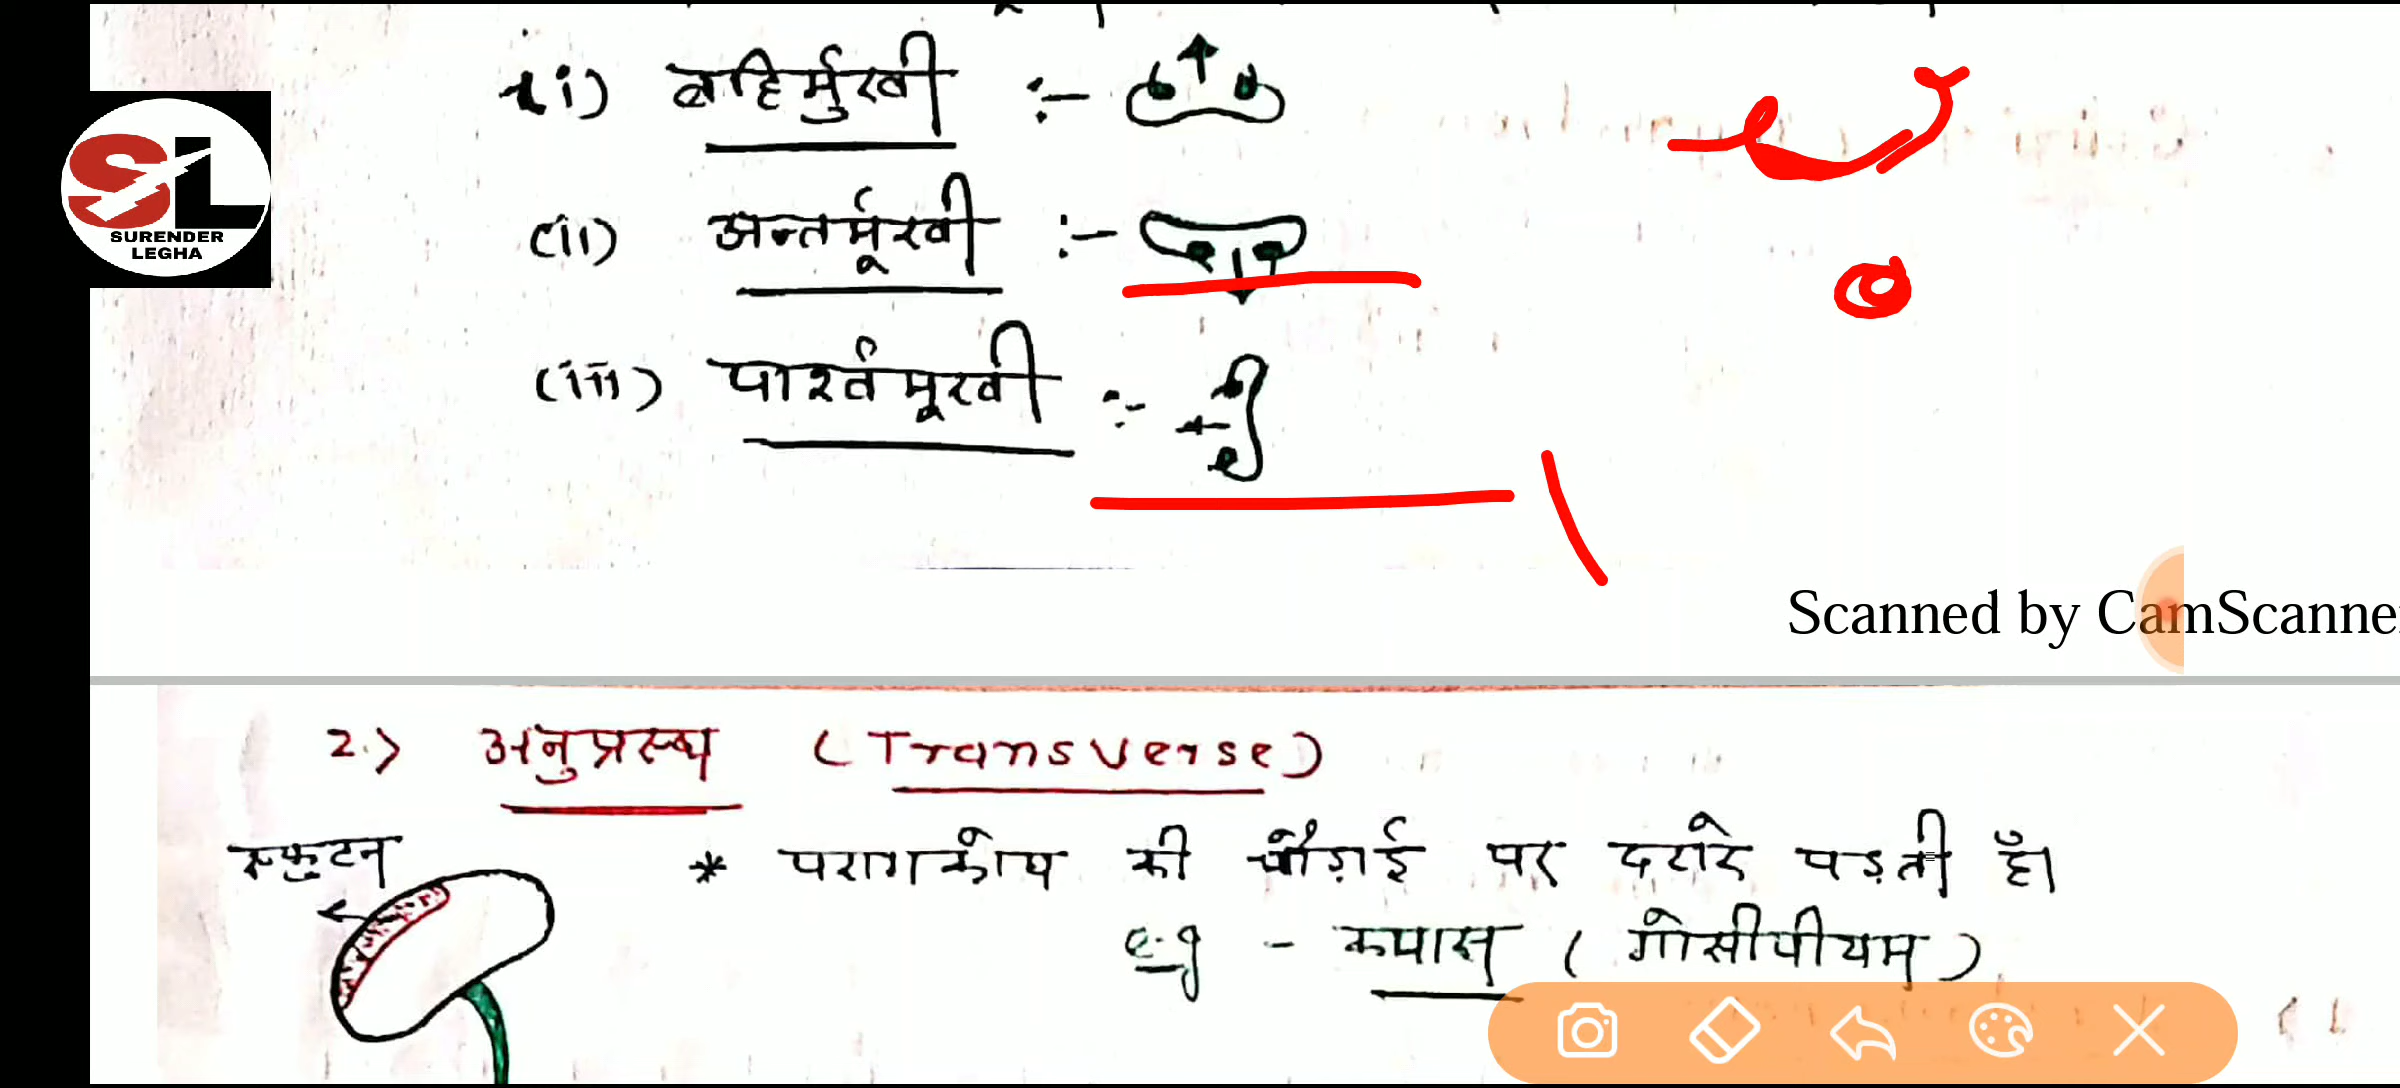 (i) बहिर्मुखी :-
SL
SURENDER
LEGHA
(ii) अन्तर्मूखी :-
(iii) पार्श्वमूखी :-
Scanned by CamScanne
2.) अनुप्रस्थ (Transverse)
स्फुटन
* परागकोष की चौड़ाई पर दरारे पड़ती है।
e.g - कपास (गोसीपीयम)